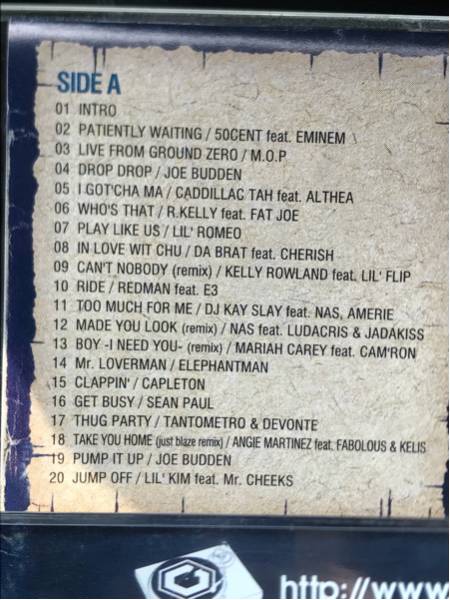 SIDE A
01 INTRO
02 PATIENTLY WAITING / 50CENT feat. EMINEM
03 LIVE FROM GROUND ZERO / M.O.P
04 DROP DROP / JOE BUDDEN
05 I GOT'CHA MA / CADDILLAC TAH feat. ALTHEA
06 WHO'S THAT / R.KELLY feat. FAT JOE
07 PLAY LIKE US / LIL' ROMEO
08 IN LOVE WIT CHU / DA BRAT feat. CHERISH
09 CAN'T NOBODY (remix) / KELLY ROWLAND feat. LIL' FLIP
10 RIDE / REDMAN feat. E3
11 TOO MUCH FOR ME / DJ KAY SLAY feat. NAS, AMERIE
12 MADE YOU LOOK (remix) / NAS feat. LUDACRIS & JADAKISS
13 BOY -I NEED YOU- (remix) / MARIAH CAREY feat. CAM'RON
14 Mr. LOVERMAN / ELEPHANTMAN
15 CLAPPIN' / CAPLETON
16 GET BUSY / SEAN PAUL
17 THUG PARTY / TANTOMETRO & DEVONTE
18 TAKE YOU HOME (just blaze remix) / ANGIE MARTINEZ feat. FABOLOUS & KELIS
19 PUMP IT UP / JOE BUDDEN
20 JUMP OFF / LIL' KIM feat. Mr. CHEEKS
http://www